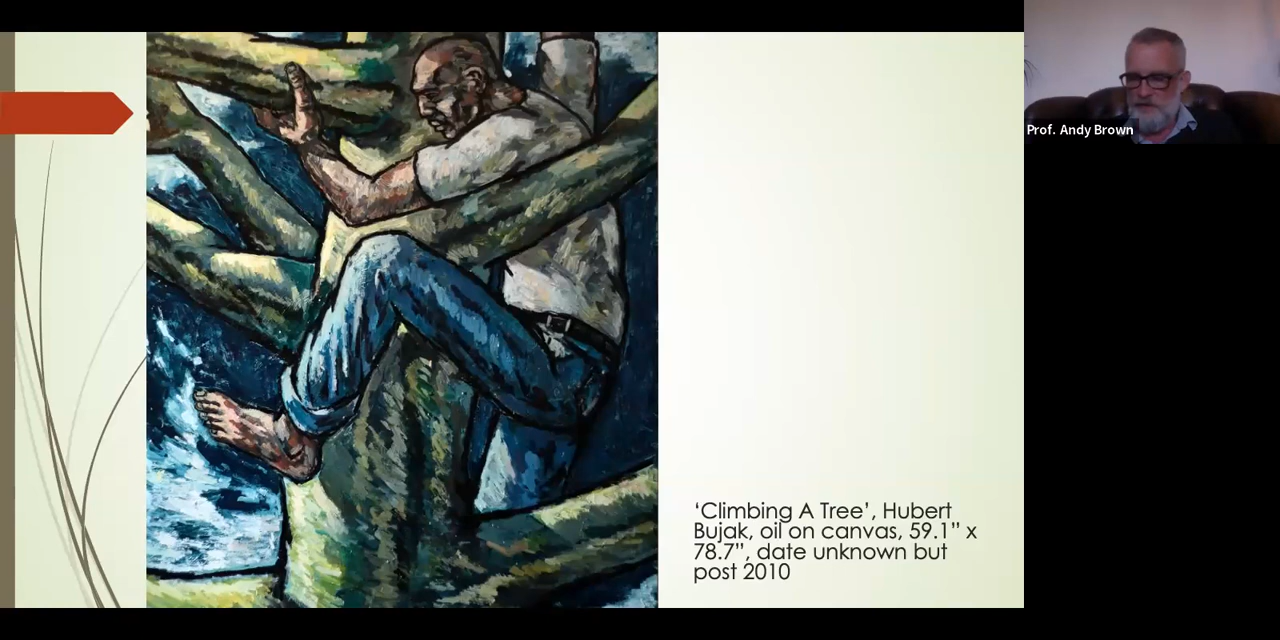 Prof. Andy Brown
‘Climbing A Tree’, Hubert
Bujak, oil on canvas, 59.1” x
78.7”, date unknown but
post 2010